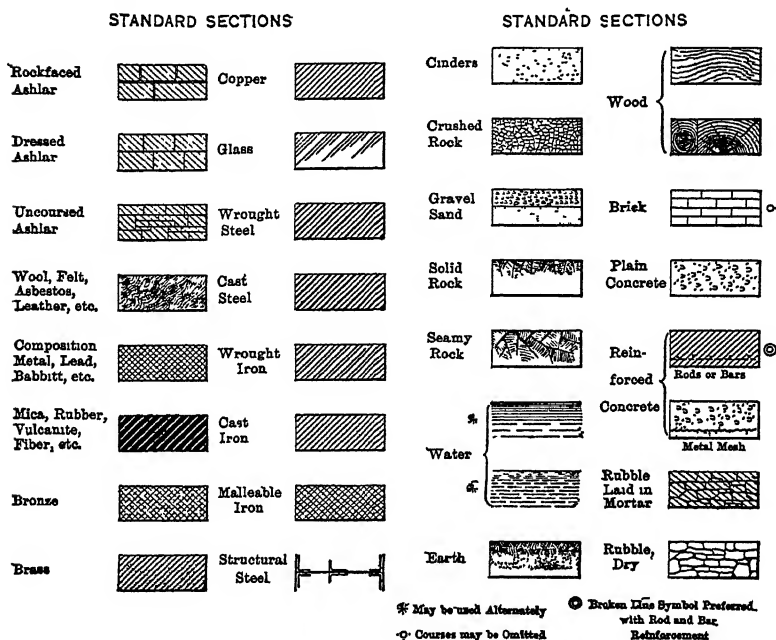 STANDARD SECTIONS
Rockfaced
Ashlar
Copper
Dressed
Ashlar
Glass
Uncoursed
Ashlar
Wrought
Steel
Wool, Felt,
Asbestos,
Leather, etc.
Cast
Steel
Composition
Metal, Lead,
Babbitt, etc.
Wrought
Iron
Mica, Rubber,
Vulcanite,
Fiber, etc.
Cast
Iron
Bronze
Malleable
Iron
Brass
Structural
Steel
STANDARD SECTIONS
Cinders
Wood
Crushed
Rock
Gravel
Sand
Brick
Solid
Rock
Plain
Concrete
Seamy
Rock
Rein-
forced
Concrete
Rods or Bars
Metal Mesh
Water
Rubble
Laid in
Mortar
Earth
Rubble,
Dry
May be used Alternately
Courses may be Omitted
Broken Line Symbol Preferred
with Rod and Bar
Reinforcement